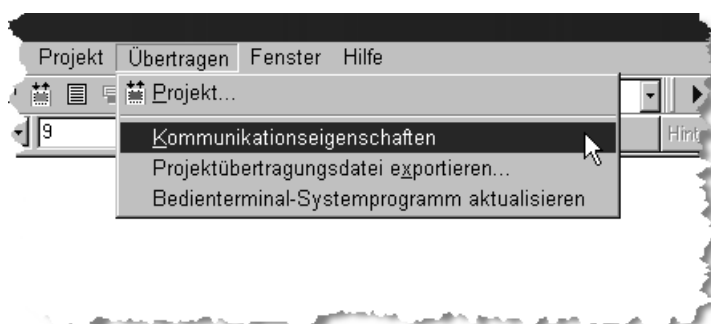 Projekt Übertragen Fenster Hilfe
Projekt...
9
Kommunikationseigenschaften
Projektübertragungsdatei exportieren...
Bedienterminal-Systemprogramm aktualisieren